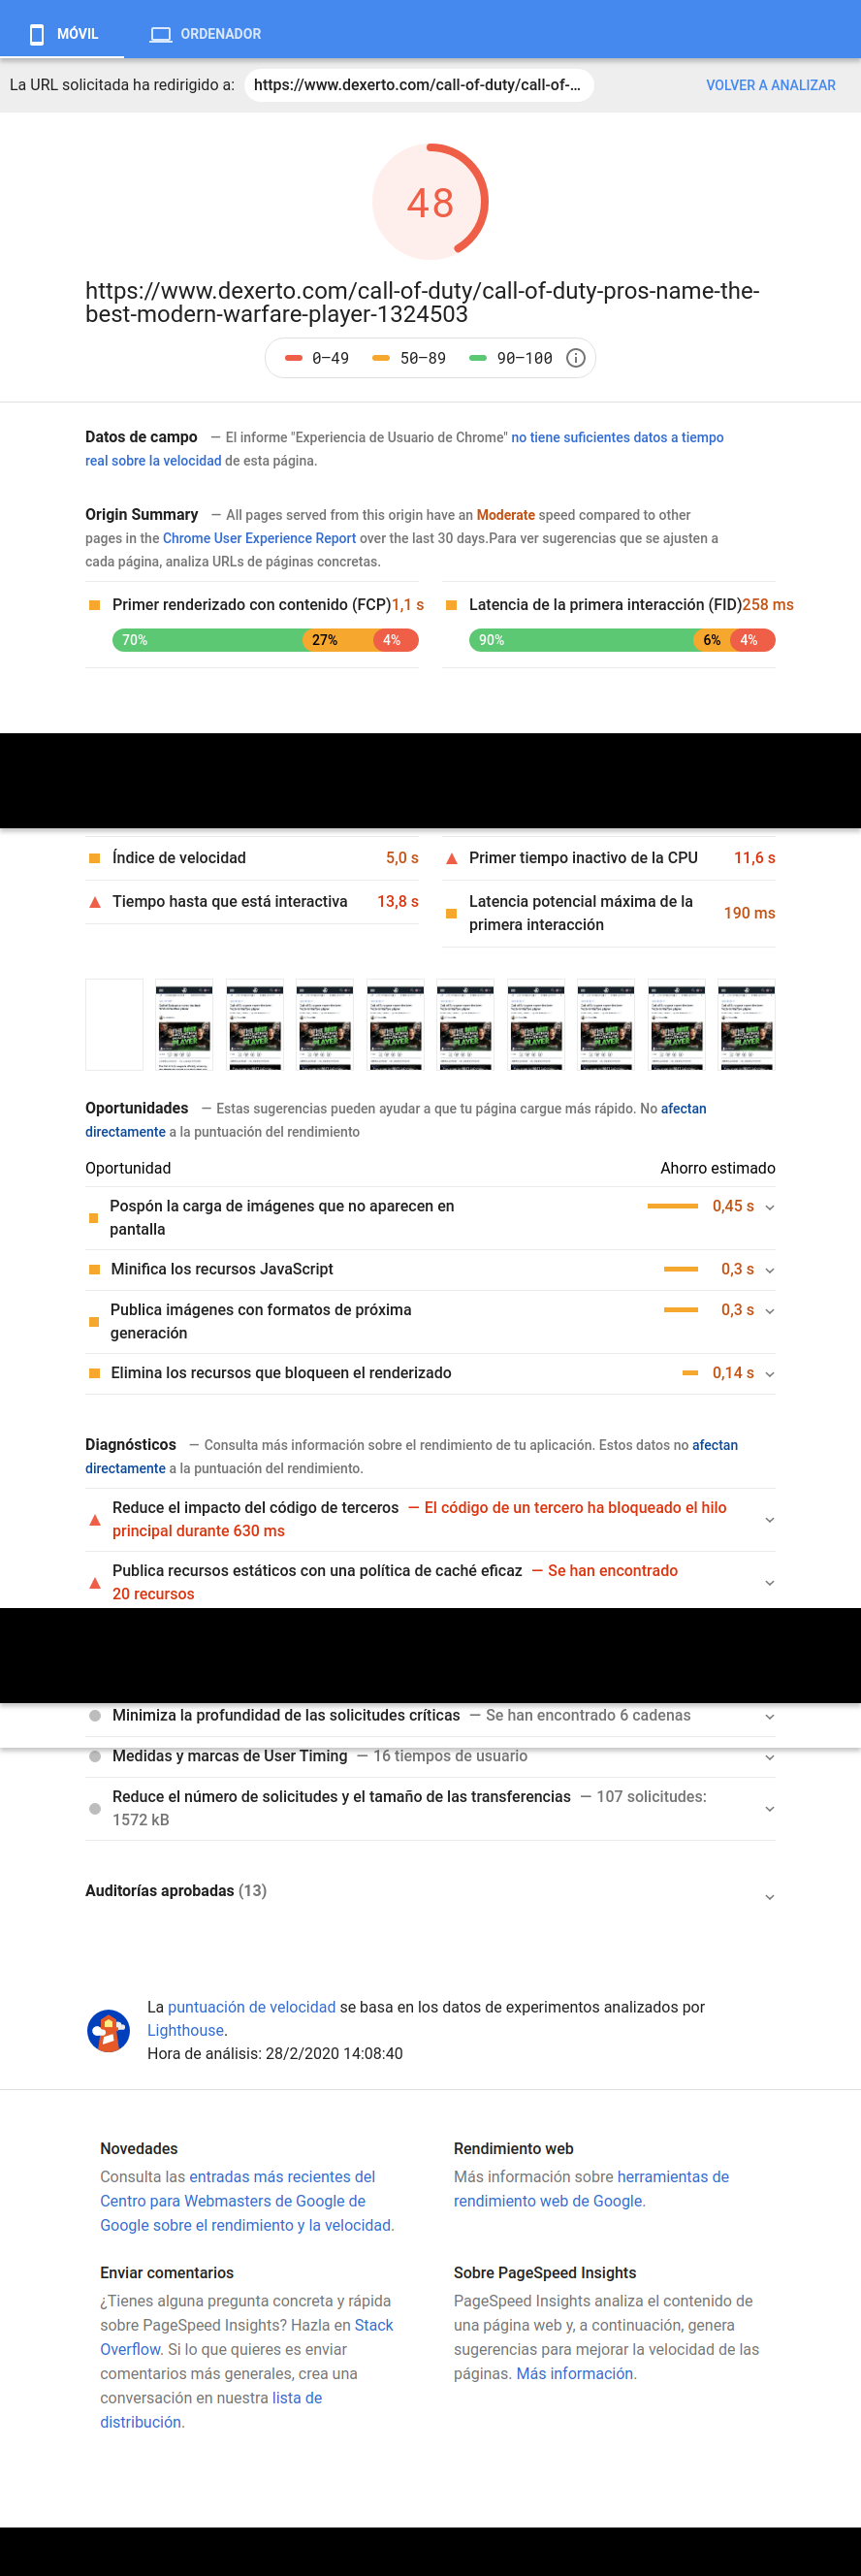 MÓVIL
ORDENADOR
La URL solicitada ha redirigido a:
https://www.dexerto.com/call-of-duty/call-of-...
VOLVER A ANALIZAR
48
https://www.dexerto.com/call-of-duty/call-of-duty-pros-name-the-
best-modern-warfare-player-1324503
0–49 50–89 90–100
Datos de campo — El informe "Experiencia de Usuario de Chrome" no tiene suficientes datos a tiempo
real sobre la velocidad de esta página.
Origin Summary — All pages served from this origin have an Moderate speed compared to other
pages in the Chrome User Experience Report over the last 30 days.Para ver sugerencias que se ajusten a
cada página, analiza URLs de páginas concretas.
Primer renderizado con contenido (FCP)1,1 s
70% 27% 4%
Latencia de la primera interacción (FID)258 ms
90% 6% 4%
Índice de velocidad 5,0 s
Primer tiempo inactivo de la CPU 11,6 s
Tiempo hasta que está interactiva 13,8 s
Latencia potencial máxima de la
primera interacción
190 ms
Oportunidades — Estas sugerencias pueden ayudar a que tu página cargue más rápido. No afectan
directamente a la puntuación del rendimiento
Oportunidad Ahorro estimado
Pospón la carga de imágenes que no aparecen en
pantalla
0,45 s
Minifica los recursos JavaScript 0,3 s
Publica imágenes con formatos de próxima
generación
0,3 s
Elimina los recursos que bloqueen el renderizado 0,14 s
Diagnósticos — Consulta más información sobre el rendimiento de tu aplicación. Estos datos no afectan
directamente a la puntuación del rendimiento.
Reduce el impacto del código de terceros — El código de un tercero ha bloqueado el hilo
principal durante 630 ms
Publica recursos estáticos con una política de caché eficaz — Se han encontrado
20 recursos
Minimiza la profundidad de las solicitudes críticas — Se han encontrado 6 cadenas
Medidas y marcas de User Timing — 16 tiempos de usuario
Reduce el número de solicitudes y el tamaño de las transferencias — 107 solicitudes:
1572 kB
Auditorías aprobadas (13)
La puntuación de velocidad se basa en los datos de experimentos analizados por
Lighthouse.
Hora de análisis: 28/2/2020 14:08:40
Novedades
Consulta las entradas más recientes del
Centro para Webmasters de Google de
Google sobre el rendimiento y la velocidad.
Rendimiento web
Más información sobre herramientas de
rendimiento web de Google.
Enviar comentarios
¿Tienes alguna pregunta concreta y rápida
sobre PageSpeed Insights? Hazla en Stack
Overflow. Si lo que quieres es enviar
comentarios más generales, crea una
conversación en nuestra lista de
distribución.
Sobre PageSpeed Insights
PageSpeed Insights analiza el contenido de
una página web y, a continuación, genera
sugerencias para mejorar la velocidad de las
páginas. Más información.